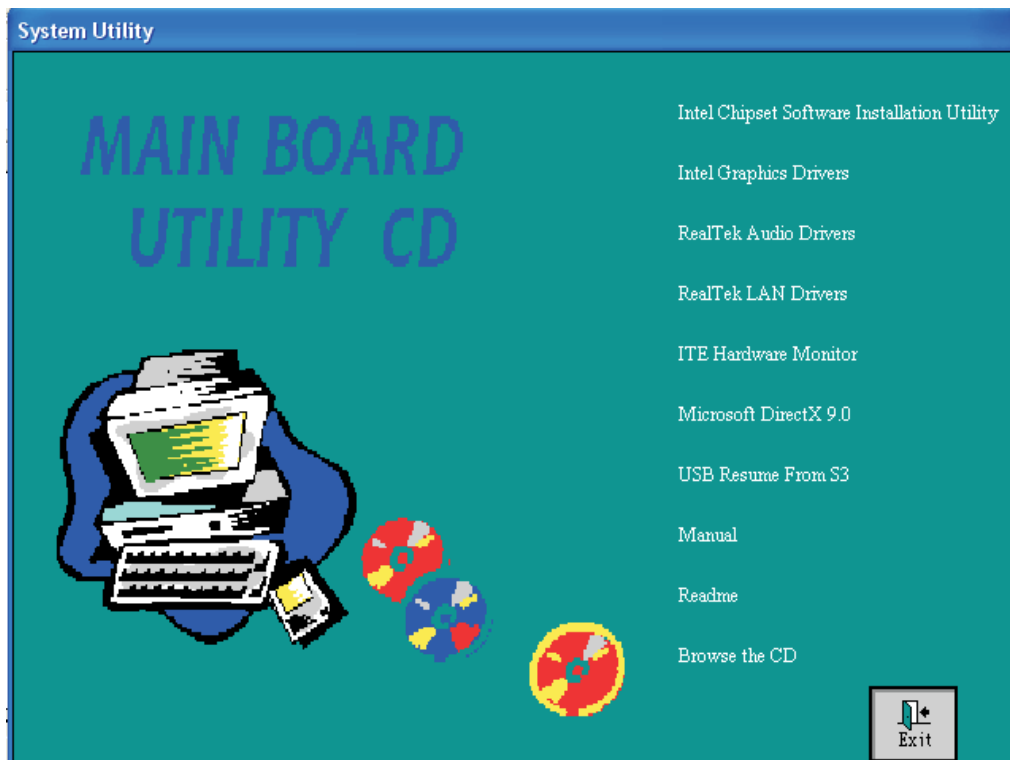 System Utility
MAIN BOARD
UTILITY CD
Intel Chipset Software Installation Utility
Intel Graphics Drivers
RealTek Audio Drivers
RealTek LAN Drivers
ITE Hardware Monitor
Microsoft DirectX 9.0
USB Resume From S3
Manual
Readme
Browse the CD
Exit